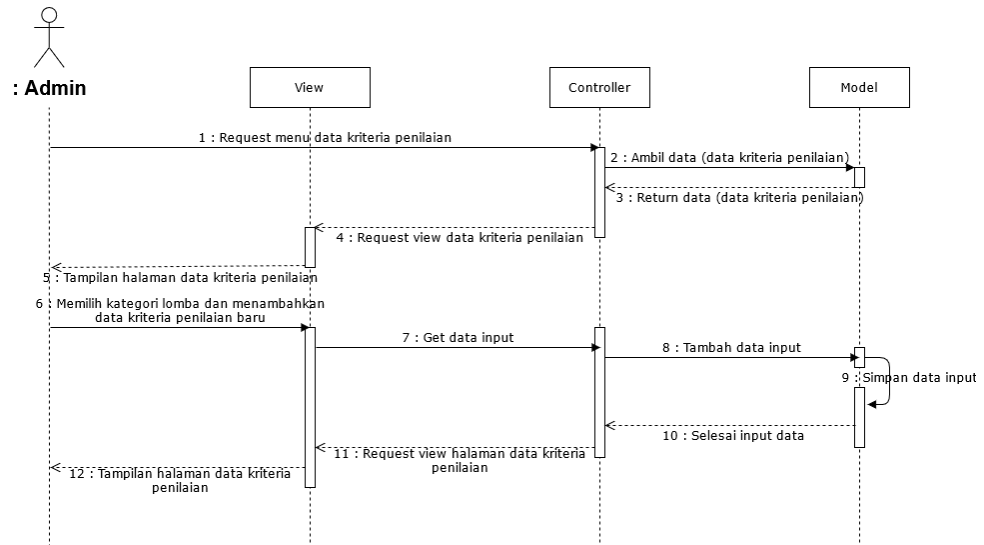 : Admin
View
Controller
Model
1 : Request menu data kriteria penilaian
2 : Ambil data (data kriteria penilaian)
3 : Return data (data kriteria penilaian)
4 : Request view data kriteria penilaian
5 : Tampilan halaman data kriteria penilaian
6 : Memilih kategori lomba dan menambahkan
data kriteria penilaian baru
7 : Get data input
8 : Tambah data input
9 : Simpan data input
10 : Selesai input data
11 : Request view halaman data kriteria
penilaian
12 : Tampilan halaman data kriteria
penilaian